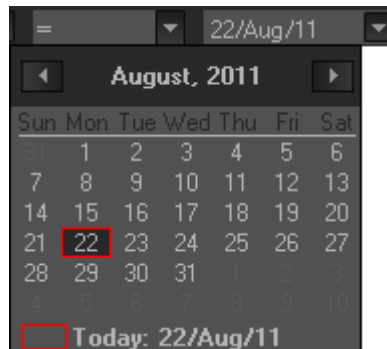 = 22/Aug/11
August, 2011
Sun Mon Tue Wed Thu Fri Sat
31 1 2 3 4 5 6
7 8 9 10 11 12 13
14 15 16 17 18 19 20
21 22 23 24 25 26 27
28 29 30 31 1 2 3
4 5 6 7 8 9 10
Today: 22/Aug/11